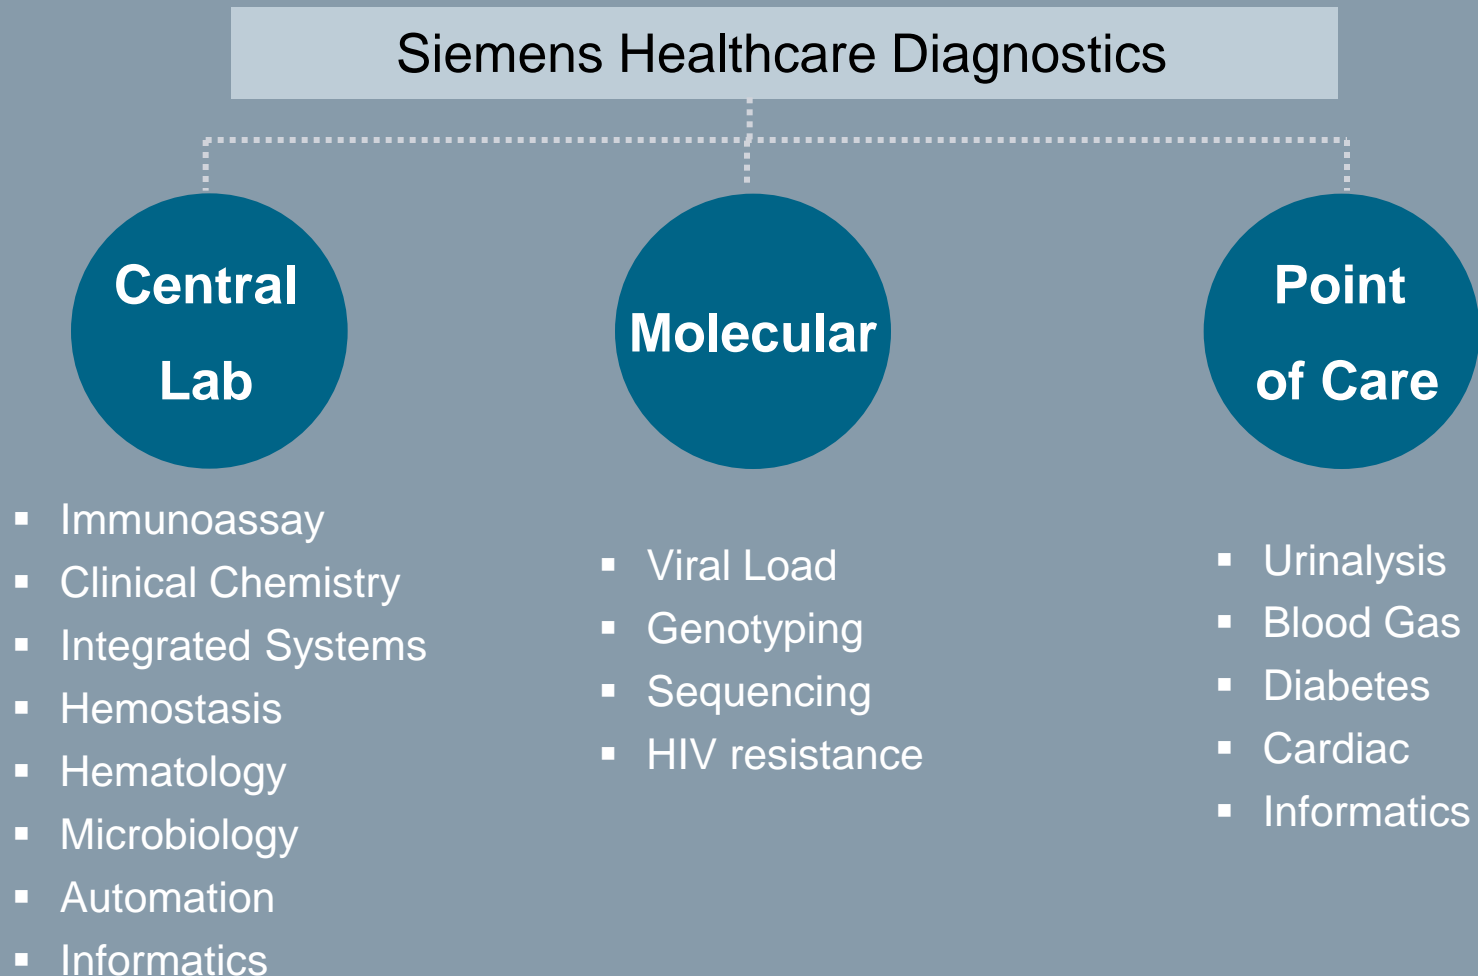 Siemens Healthcare Diagnostics
Central
Lab
Molecular
Point
of Care
▪ Immunoassay
▪ Clinical Chemistry
▪ Integrated Systems
▪ Hemostasis
▪ Hematology
▪ Microbiology
▪ Automation
▪ Informatics
▪ Viral Load
▪ Genotyping
▪ Sequencing
▪ HIV resistance
▪ Urinalysis
▪ Blood Gas
▪ Diabetes
▪ Cardiac
▪ Informatics